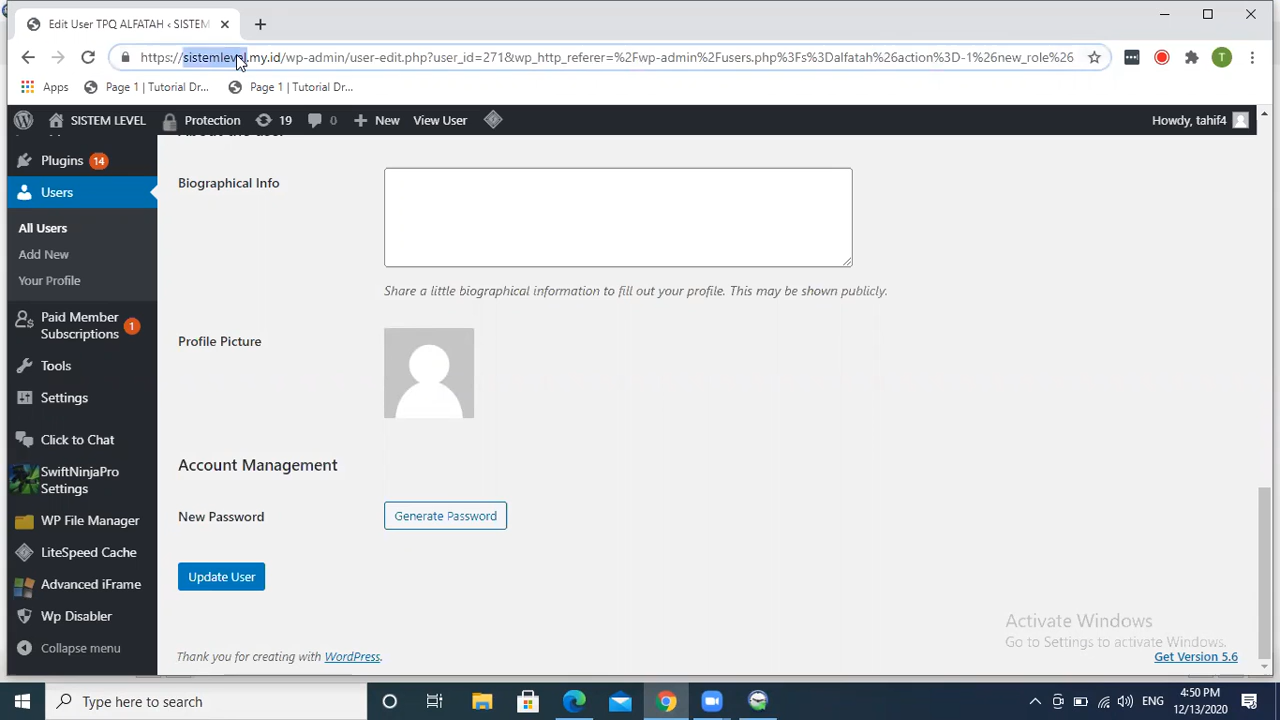 Edit User TPQ ALFATAH ‹ SISTEM
https://sistemlevel.my.id/wp-admin/user-edit.php?user_id=271&wp_http_referer=%2Fwp-admin%2Fusers.php%3Fs%3Dalfatah%26action%3D-1%26new_role%26
T
Apps
Page 1 | Tutorial Dr...
Page 1 | Tutorial Dr...
SISTEM LEVEL
Protection
19
0
New
View User
Howdy, tahif4
Plugins 14
Users
All Users
Add New
Your Profile
Paid Member
Subscriptions 1
Tools
Settings
Click to Chat
SwiftNinjaPro
Settings
WP File Manager
LiteSpeed Cache
Advanced iFrame
Wp Disabler
Collapse menu
Biographical Info
Share a little biographical information to fill out your profile. This may be shown publicly.
Profile Picture
Account Management
New Password
Generate Password
Update User
Activate Windows
Go to Settings to activate Windows.
Thank you for creating with WordPress.
Get Version 5.6
Type here to search
ENG
4:50 PM
12/13/2020